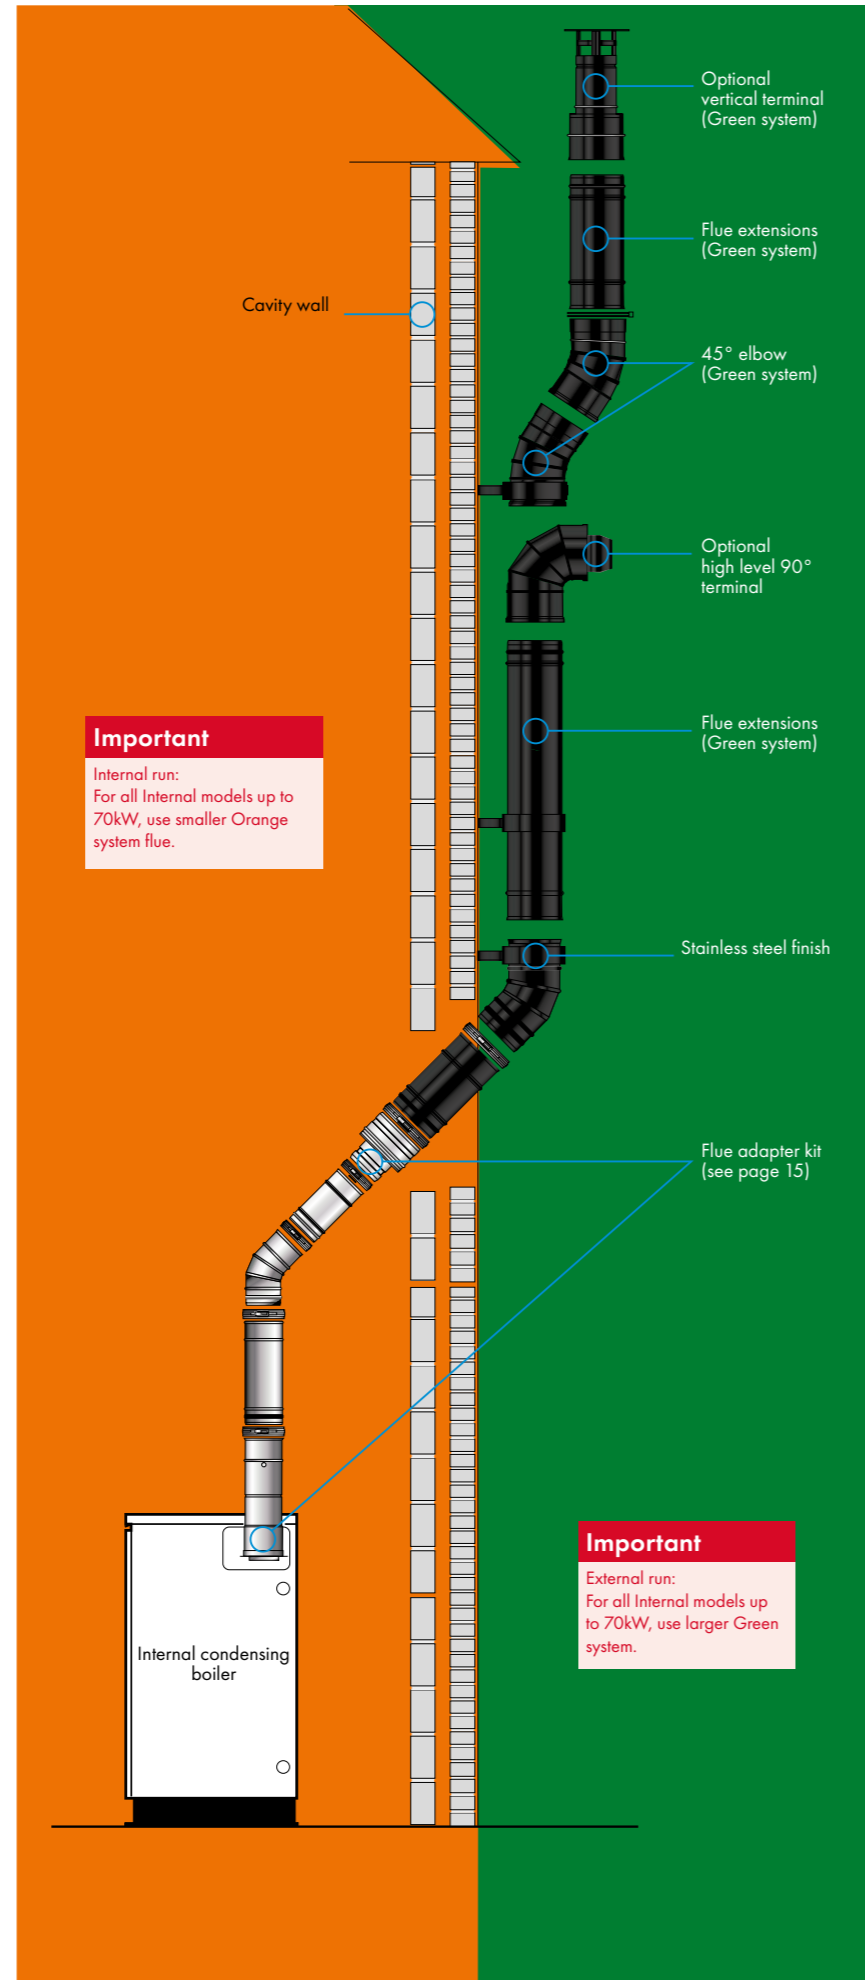 Optional
vertical terminal
(Green system)
Flue extensions
(Green system)
Cavity wall
45° elbow
(Green system)
Optional
high level 90°
terminal
Important
Internal run:
For all Internal models up to
70kW, use smaller Orange
system flue.
Flue extensions
(Green system)
Stainless steel finish
Flue adapter kit
(see page 15)
Important
External run:
For all Internal models up
to 70kW, use larger Green
system.
Internal condensing
boiler